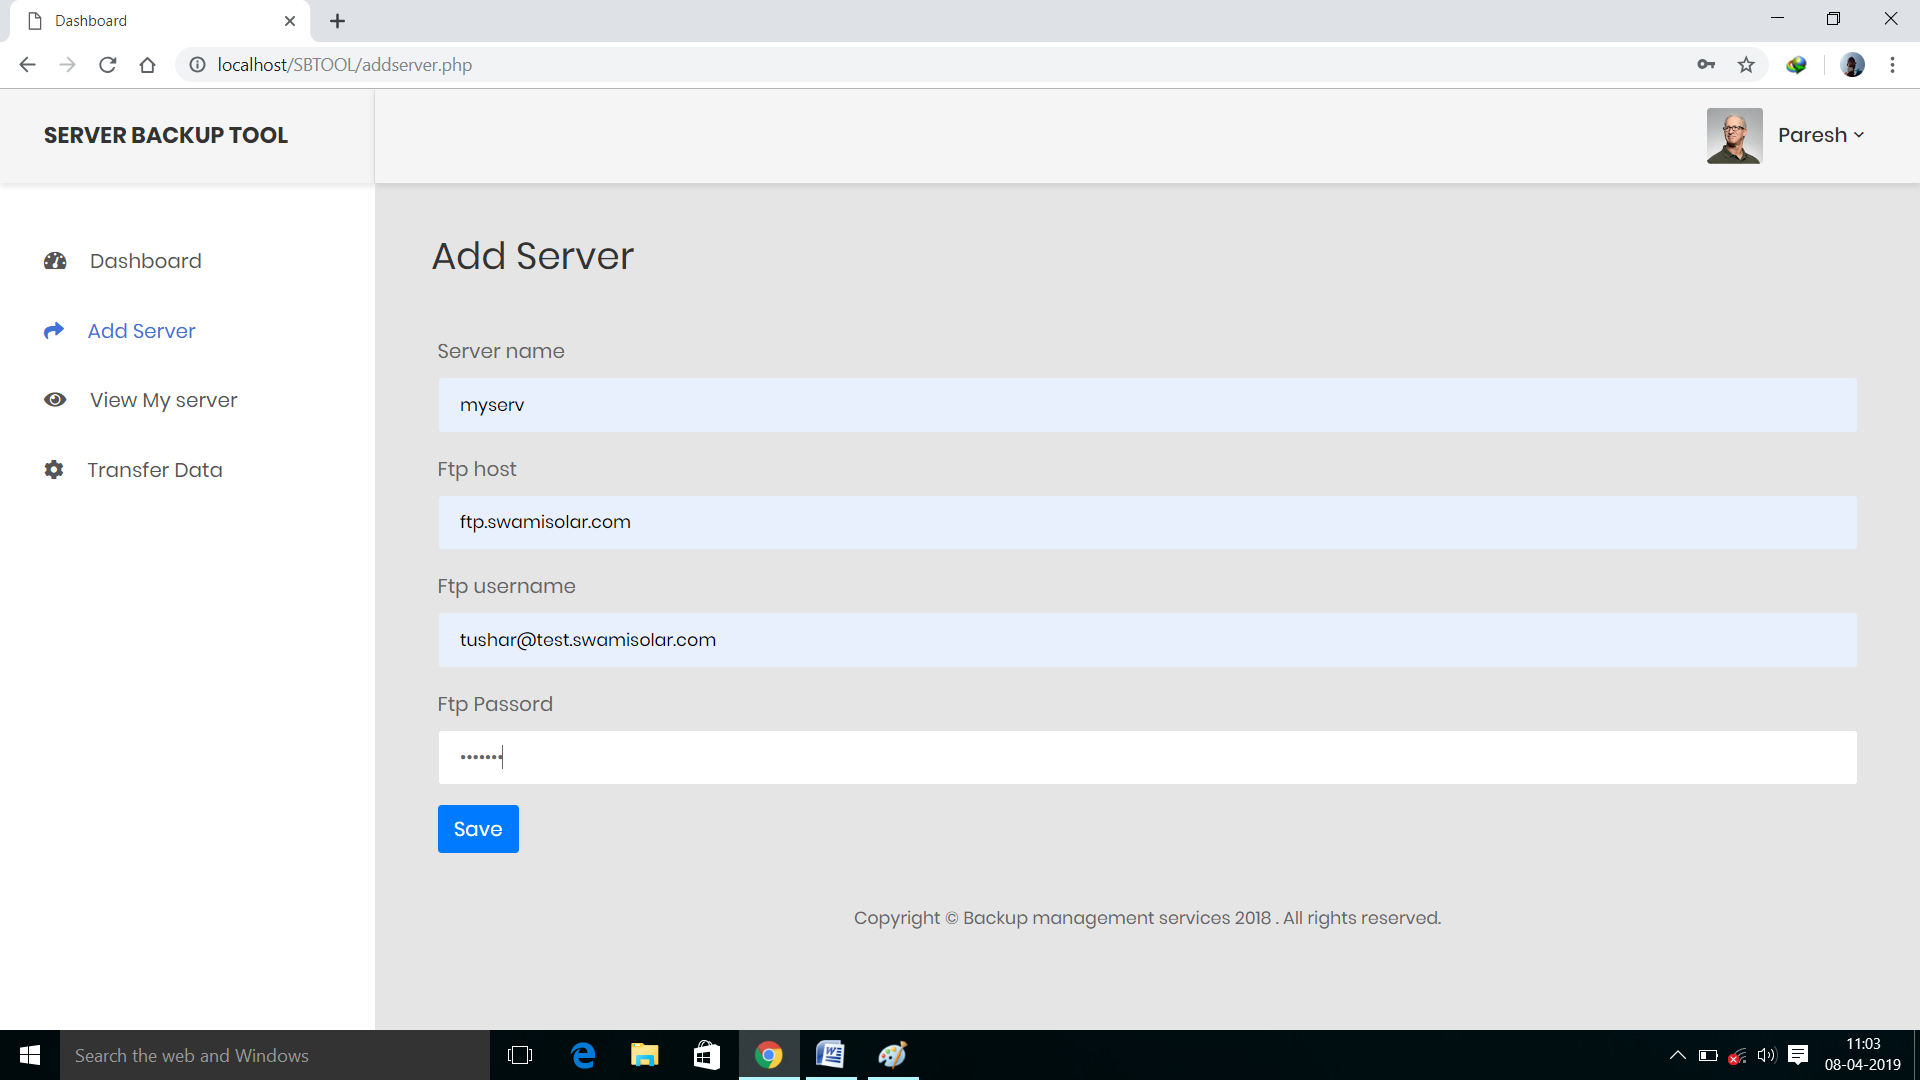 Dashboard
localhost/SBTOOL/addserver.php
SERVER BACKUP TOOL
Paresh
Dashboard
Add Server
View My server
Transfer Data
Add Server
Server name
myserv
Ftp host
ftp.swamisolar.com
Ftp username
tushar@test.swamisolar.com
Ftp Passord
•••••••
Save
Copyright © Backup management services 2018 . All rights reserved.
Search the web and Windows
11:03
08-04-2019